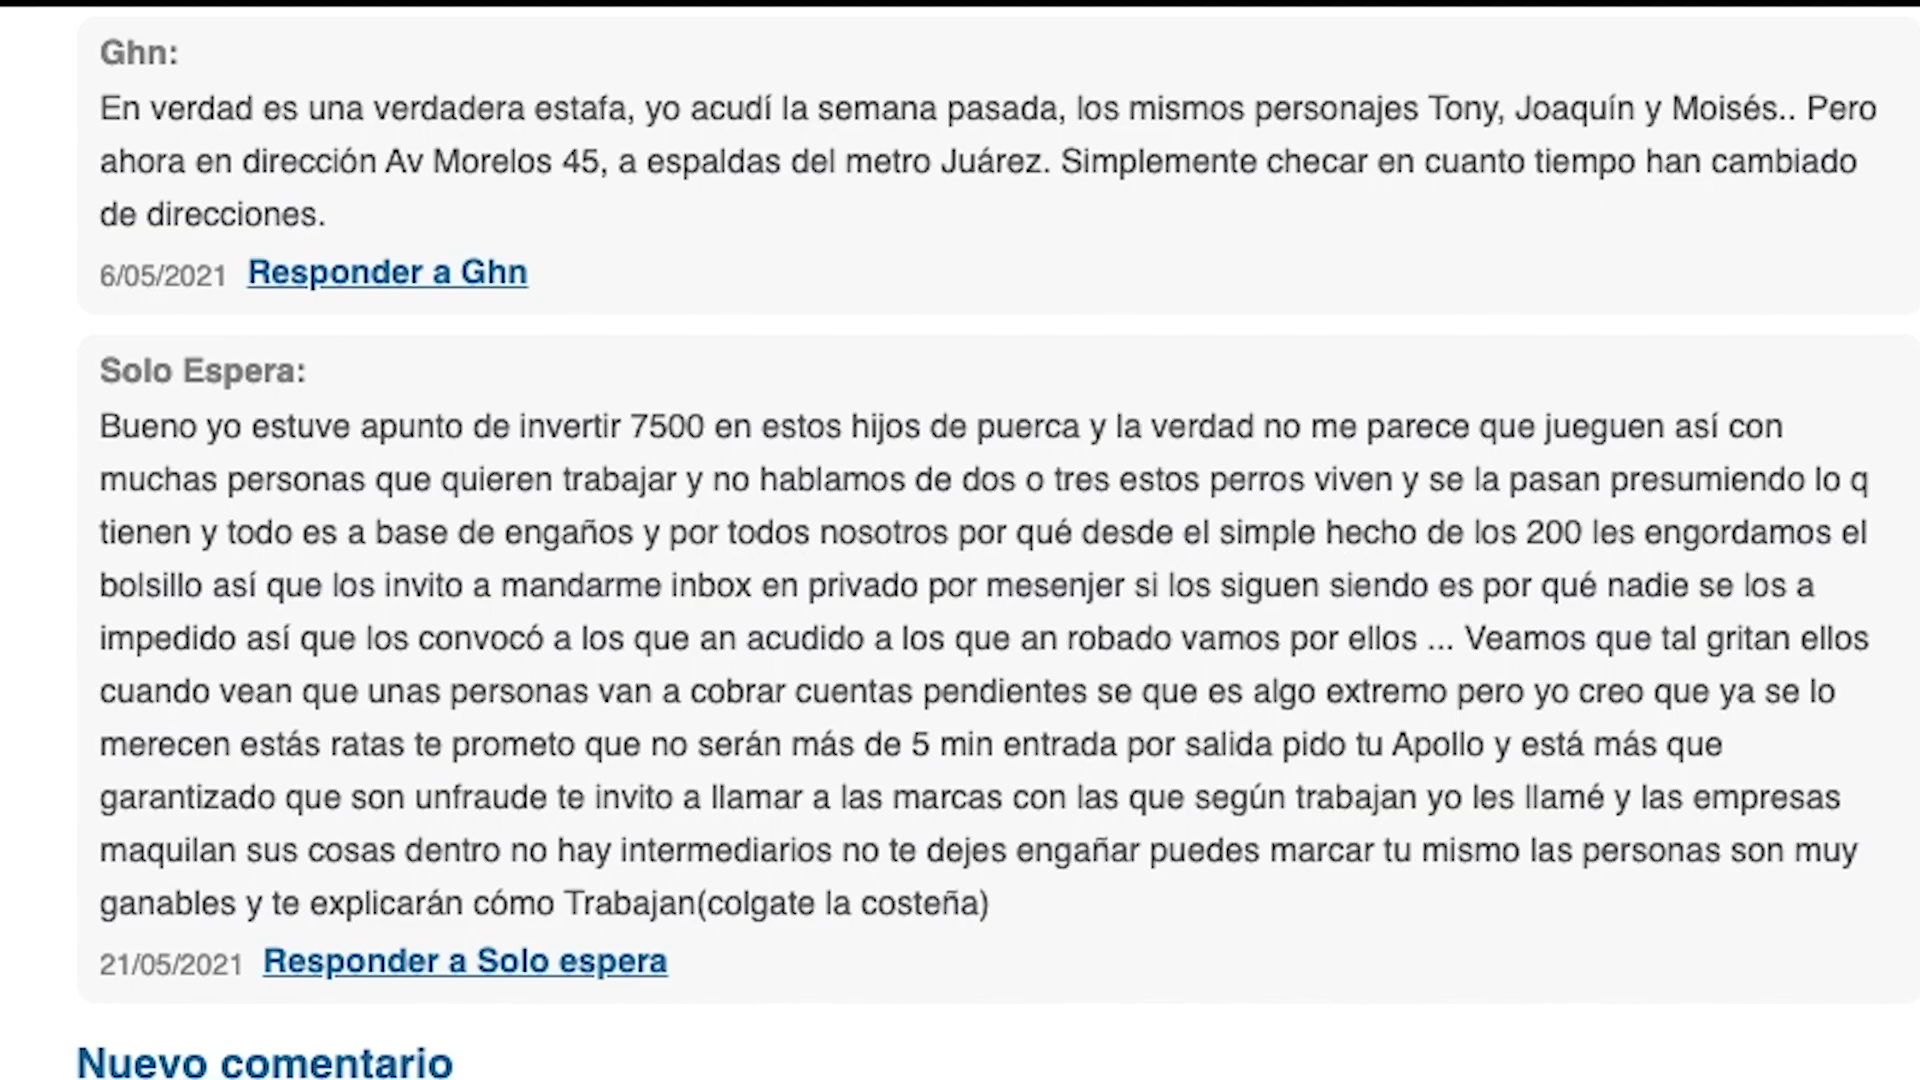 Ghn:
En verdad es una verdadera estafa, yo acudí la semana pasada, los mismos personajes Tony, Joaquín y Moisés.. Pero
ahora en dirección Av Morelos 45, a espaldas del metro Juárez. Simplemente checar en cuanto tiempo han cambiado
de direcciones.
6/05/2021 Responder a Ghn
Solo Espera:
Bueno yo estuve apunto de invertir 7500 en estos hijos de puerca y la verdad no me parece que jueguen así con
muchas personas que quieren trabajar y no hablamos de dos o tres estos perros viven y se la pasan presumiendo lo q
tienen y todo es a base de engaños y por todos nosotros por qué desde el simple hecho de los 200 les engordamos el
bolsillo así que los invito a mandarme inbox en privado por mesenjer si los siguen siendo es por qué nadie se los a
impedido así que los convocó a los que an acudido a los que an robado vamos por ellos ... Veamos que tal gritan ellos
cuando vean que unas personas van a cobrar cuentas pendientes se que es algo extremo pero yo creo que ya se lo
merecen estás ratas te prometo que no serán más de 5 min entrada por salida pido tu Apollo y está más que
garantizado que son unfraude te invito a llamar a las marcas con las que según trabajan yo les llamé y las empresas
maquilan sus cosas dentro no hay intermediarios no te dejes engañar puedes marcar tu mismo las personas son muy
ganables y te explicarán cómo Trabajan(colgate la costeña)
21/05/2021 Responder a Solo espera
Nuevo comentario